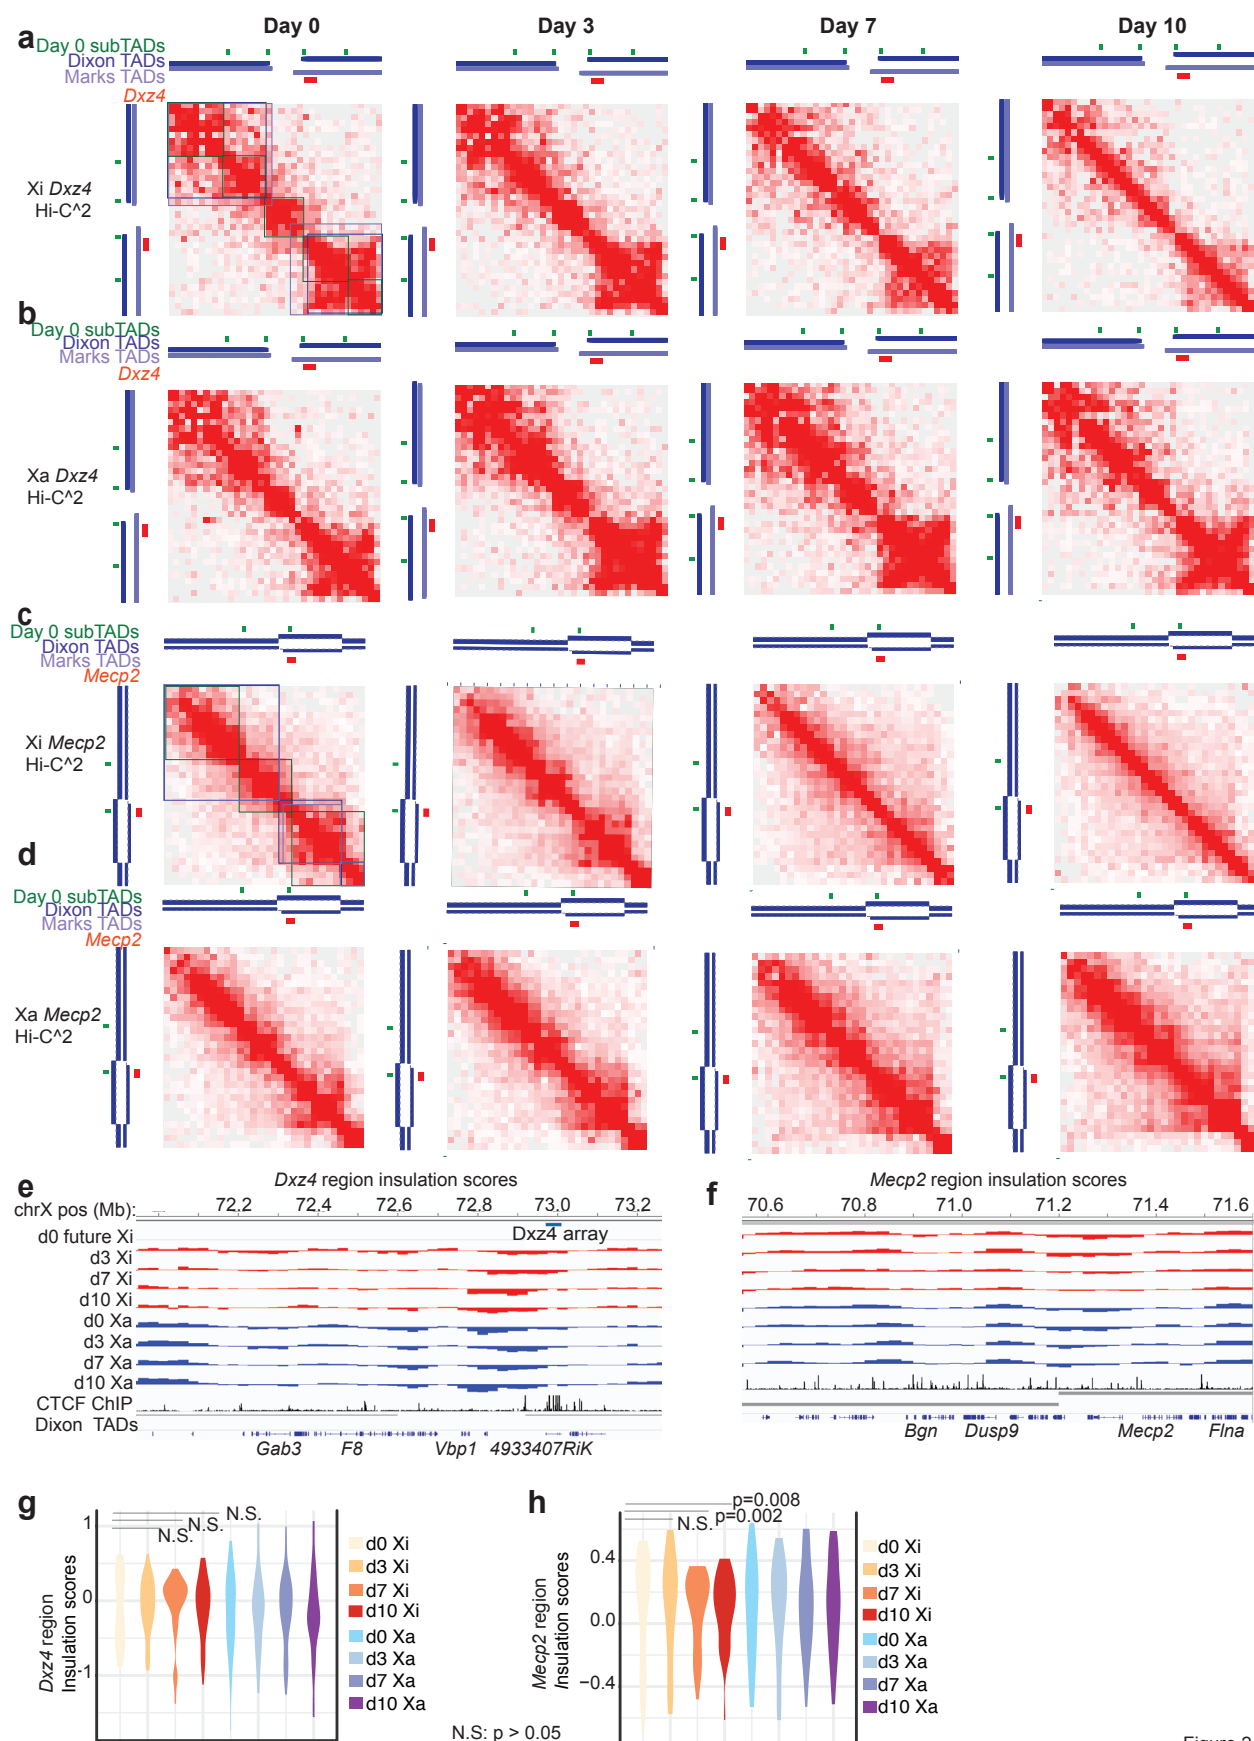 Day 0 Day 3 Day 7 Day 10
a
Day 0 subTADs
Dixon TADs
Marks TADs
Dxz4
Xi Dxz4
Hi-C^2
b
Day 0 subTADs
Dixon TADs
Marks TADs
Dxz4
Xa Dxz4
Hi-C^2
c
Day 0 subTADs
Dixon TADs
Marks TADs
Mecp2
Xi Mecp2
Hi-C^2
d
Day 0 subTADs
Dixon TADs
Marks TADs
Mecp2
Xa Mecp2
Hi-C^2
e
Dxz4 region insulation scores
chrX pos (Mb): 72.2 72.4 72.6 72.8 73.0 73.2
Dxz4 array
d0 future Xi
d3 Xi
d7 Xi
d10 Xi
d0 Xa
d3 Xa
d7 Xa
d10 Xa
CTCF ChIP
Dixon TADs
Gab3 F8 Vbp1 4933407RiK
f
Mecp2 region insulation scores
70.6 70.8 71.0 71.2 71.4 71.6
Bgn Dusp9 Mecp2 Flna
g
N.S.
N.S.
N.S.
1
0
-1
Dxz4 region
Insulation scores
d0 Xi
d3 Xi
d7 Xi
d10 Xi
d0 Xa
d3 Xa
d7 Xa
d10 Xa
N.S: p > 0.05
h
p=0.008
p=0.002
N.S.
0.4
0.0
−0.4
Mecp2 region
Insulation scores
d0 Xi
d3 Xi
d7 Xi
d10 Xi
d0 Xa
d3 Xa
d7 Xa
d10 Xa